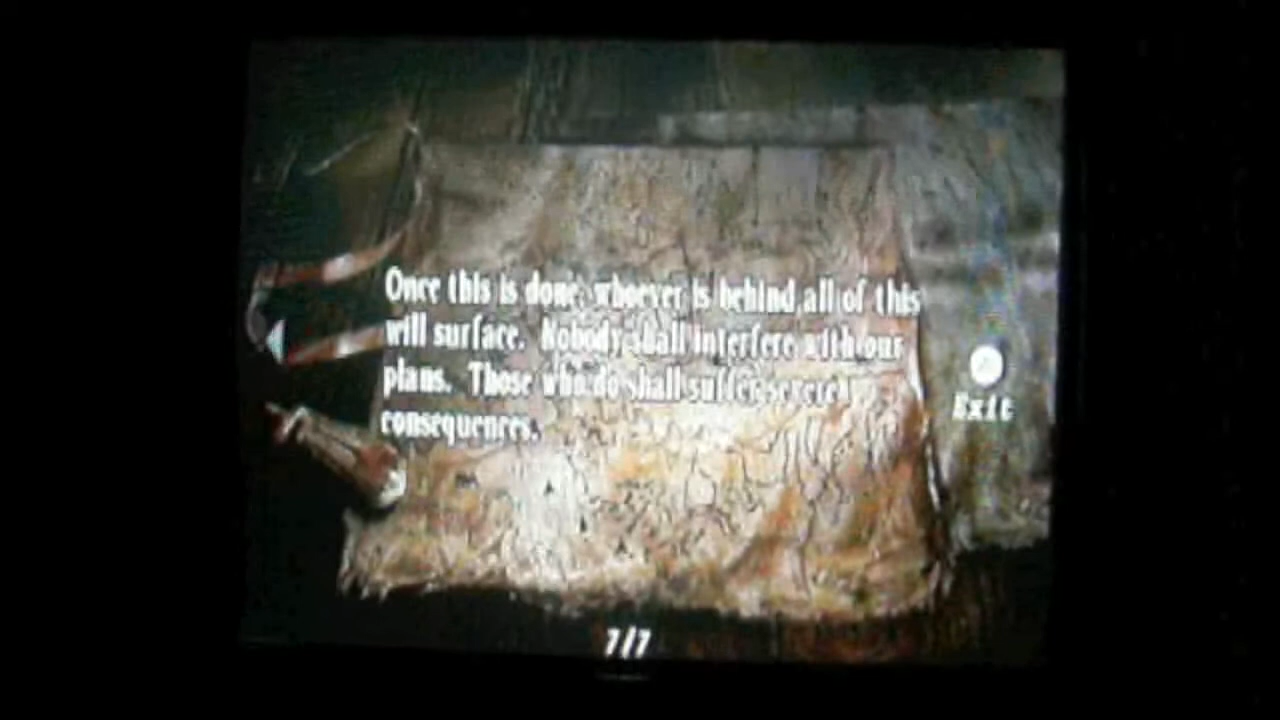 Once this is done, whoever is behind all of this
will surface. Nobody shall interfere with our
plans. Those who do shall suffer severe
consequences.
Exit
7/7